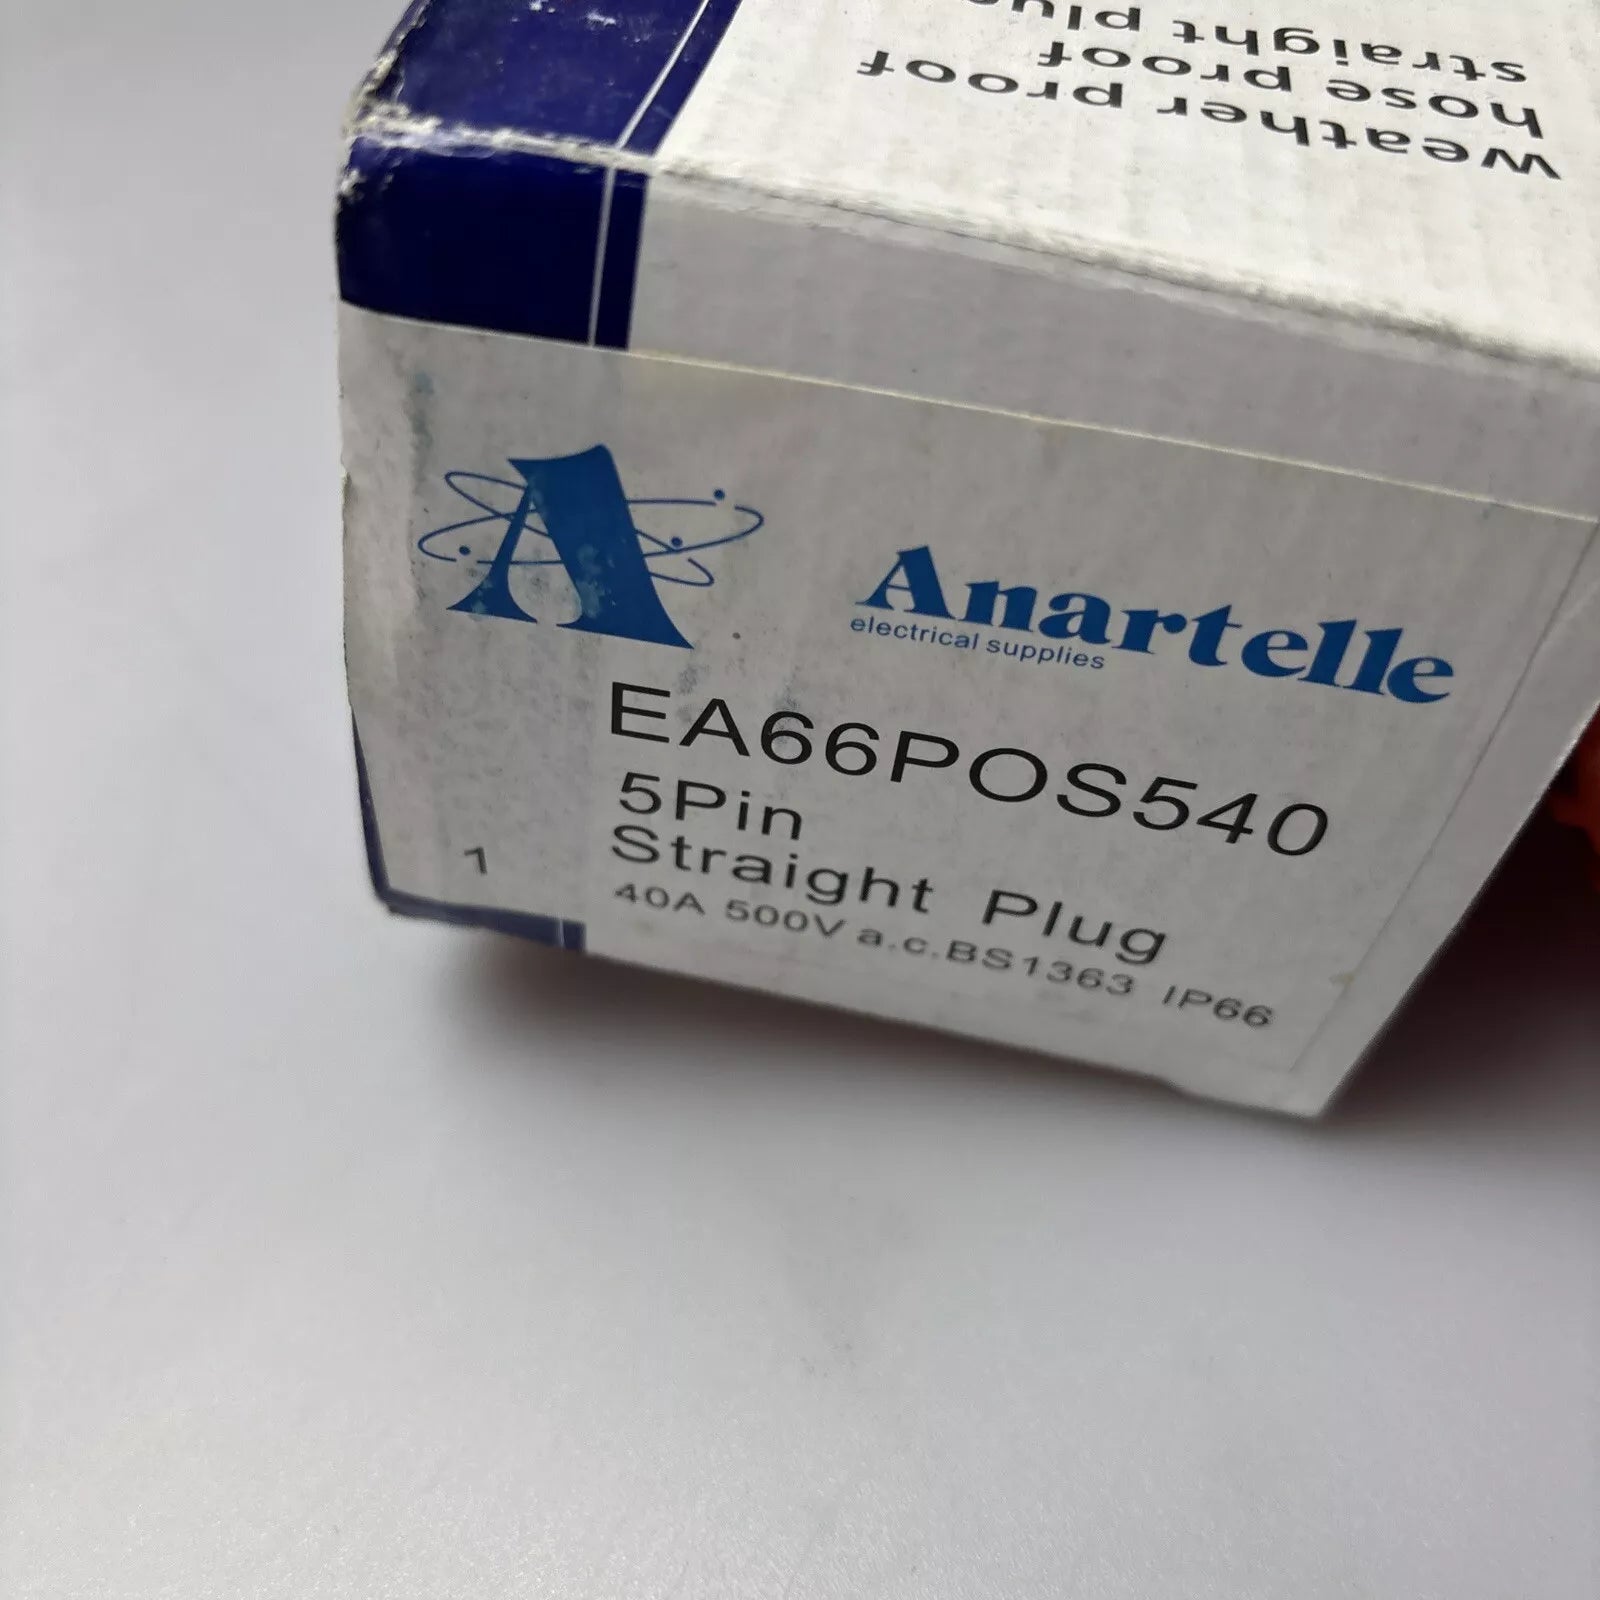 weather proof
hose proof
straight plug
A
Anartelle
electrical supplies
EA66POS540
5Pin
Straight Plug
1
40A 500V a.c.BS1363 IP66